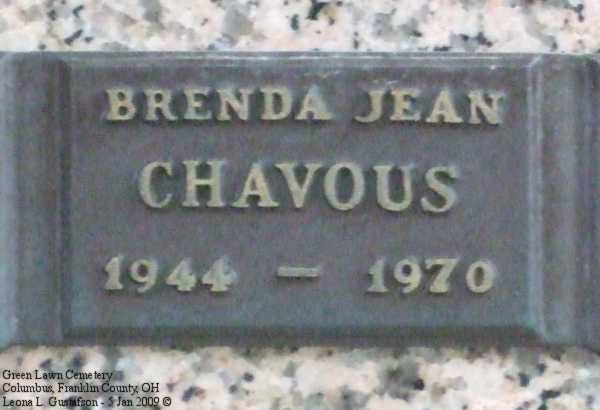 BRENDA JEAN
CHAVOUS
1944 – 1970
Green Lawn Cemetery
Columbus, Franklin County, OH
Leona L. Gustafson - 5 Jan 2009 ©